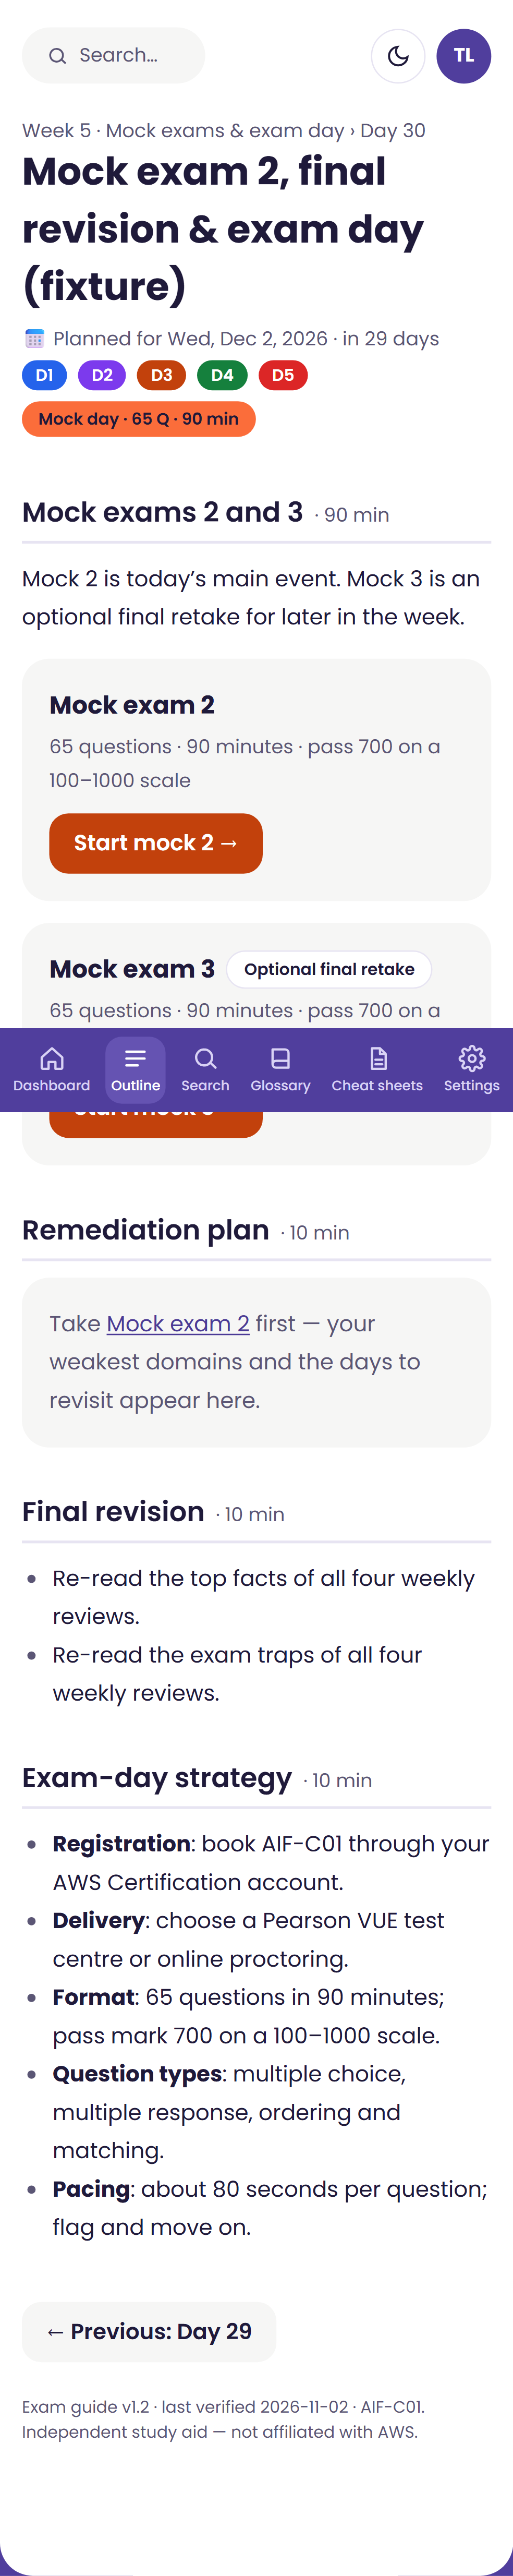 Search...
TL
Week 5 · Mock exams & exam day › Day 30
Mock exam 2, final
revision & exam day
(fixture)
Planned for Wed, Dec 2, 2026 · in 29 days
D1 D2 D3 D4 D5
Mock day · 65 Q · 90 min
Mock exams 2 and 3 · 90 min
Mock 2 is today’s main event. Mock 3 is an
optional final retake for later in the week.
Mock exam 2
65 questions · 90 minutes · pass 700 on a
100–1000 scale
Start mock 2 →
Mock exam 3 Optional final retake
65 questions · 90 minutes · pass 700 on a
Dashboard Outline Search Glossary Cheat sheets Settings
Remediation plan · 10 min
Take Mock exam 2 first — your
weakest domains and the days to
revisit appear here.
Final revision · 10 min
Re-read the top facts of all four weekly
reviews.
Re-read the exam traps of all four
weekly reviews.
Exam-day strategy · 10 min
Registration: book AIF-C01 through your
AWS Certification account.
Delivery: choose a Pearson VUE test
centre or online proctoring.
Format: 65 questions in 90 minutes;
pass mark 700 on a 100–1000 scale.
Question types: multiple choice,
multiple response, ordering and
matching.
Pacing: about 80 seconds per question;
flag and move on.
← Previous: Day 29
Exam guide v1.2 · last verified 2026-11-02 · AIF-C01.
Independent study aid — not affiliated with AWS.